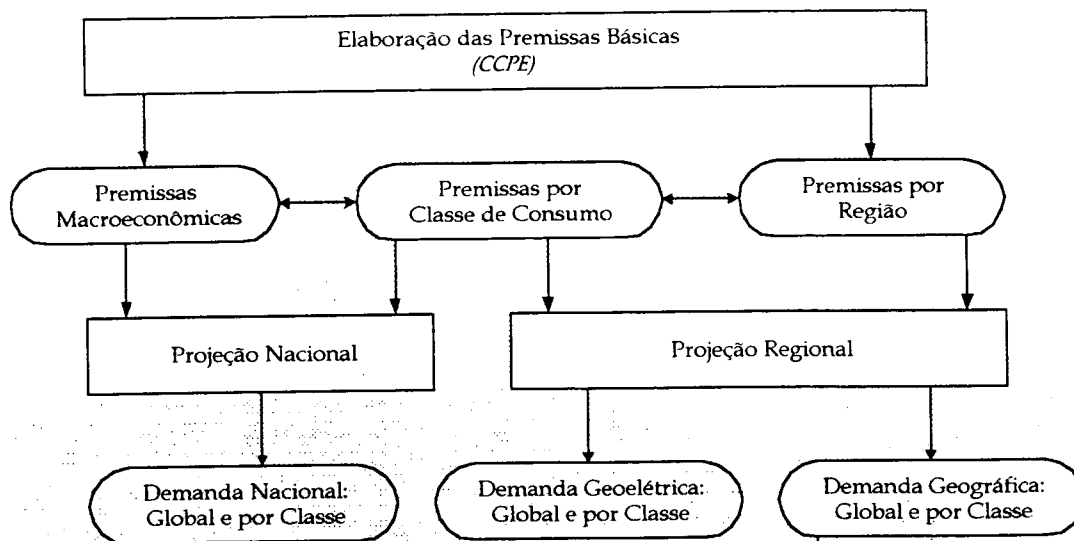 Elaboração das Premissas Básicas
(CCPE)
Premissas
Macroeconômicas
Premissas por
Classe de Consumo
Premissas por
Região
Projeção Nacional
Projeção Regional
Demanda Nacional:
Global e por Classe
Demanda Geoelétrica:
Global e por Classe
Demanda Geográfica:
Global e por Classe